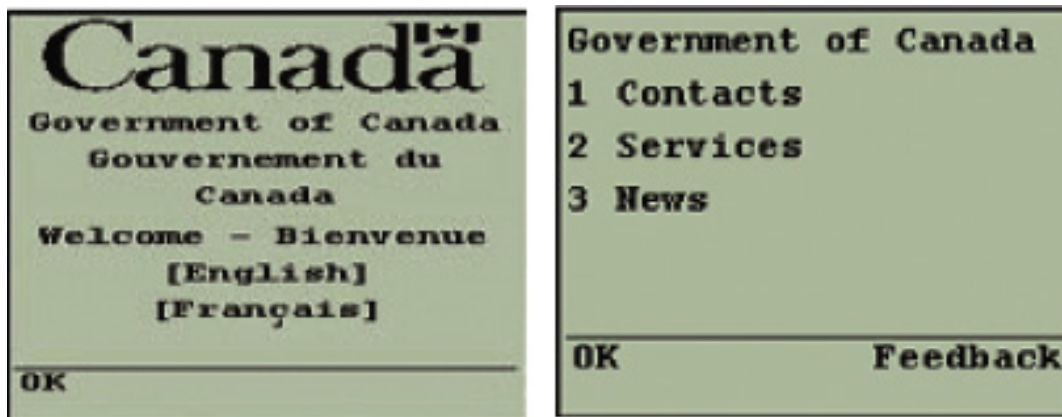 Canada
Government of Canada
Gouvernement du
Canada
Welcome - Bienvenue
[English]
[Français]
OK
Government of Canada
1 Contacts
2 Services
3 News
OK Feedback